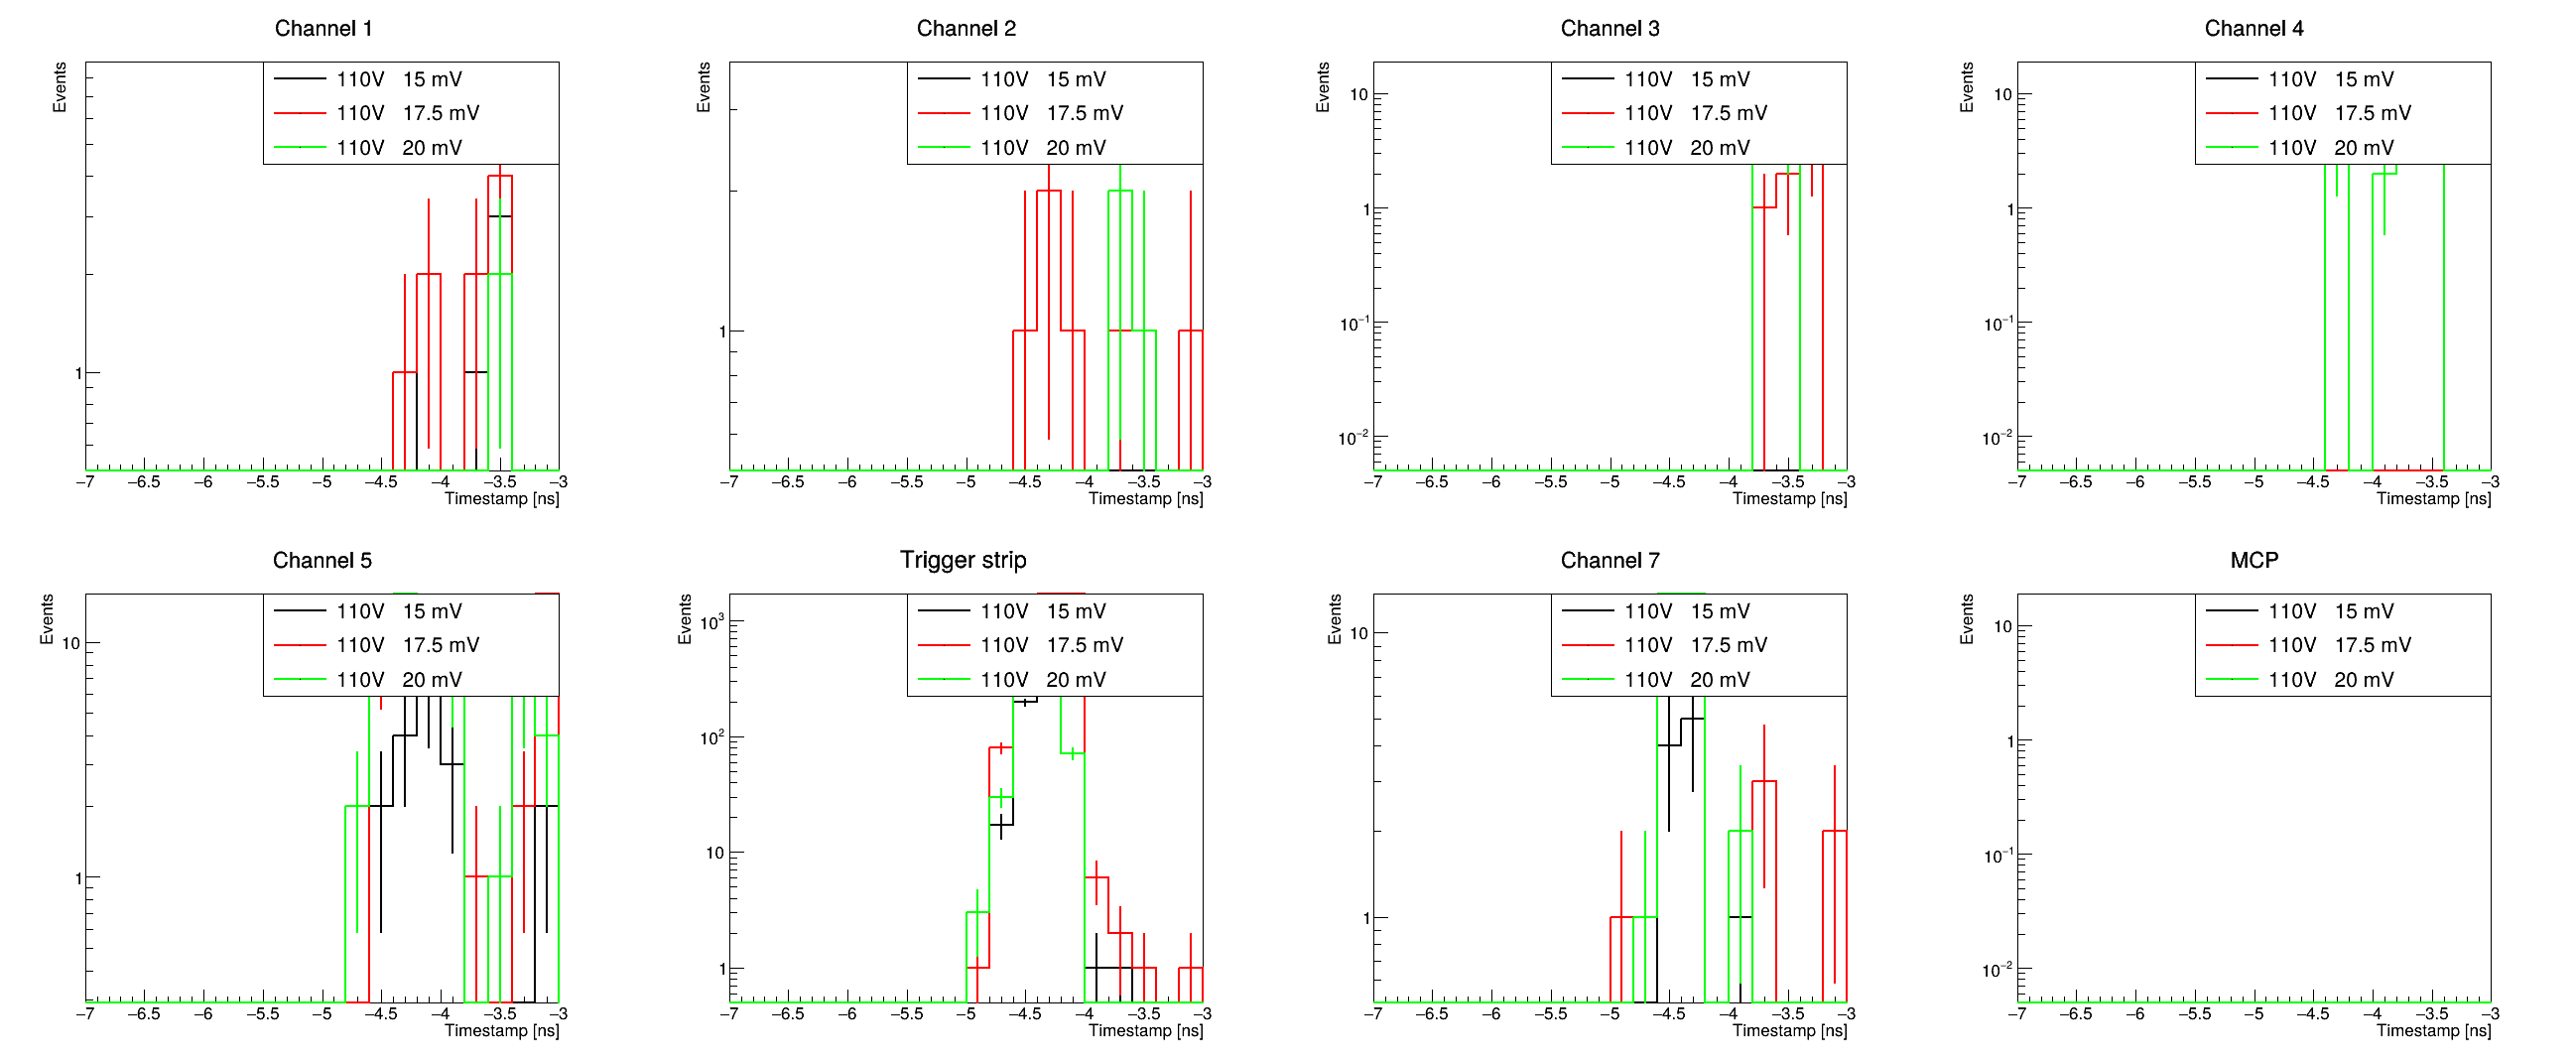 Channel 1
Events
110V 15 mV
110V 17.5 mV
110V 20 mV
1
−7 −6.5 −6 −5.5 −5 −4.5 −4 −3.5 −3
Timestamp [ns]
Channel 2
Events
110V 15 mV
110V 17.5 mV
110V 20 mV
1
−7 −6.5 −6 −5.5 −5 −4.5 −4 −3.5 −3
Timestamp [ns]
Channel 3
Events
110V 15 mV
110V 17.5 mV
110V 20 mV
10
1
10⁻¹
10⁻²
−7 −6.5 −6 −5.5 −5 −4.5 −4 −3.5 −3
Timestamp [ns]
Channel 4
Events
110V 15 mV
110V 17.5 mV
110V 20 mV
10
1
10⁻¹
10⁻²
−7 −6.5 −6 −5.5 −5 −4.5 −4 −3.5 −3
Timestamp [ns]
Channel 5
Events
110V 15 mV
110V 17.5 mV
110V 20 mV
10
1
−7 −6.5 −6 −5.5 −5 −4.5 −4 −3.5 −3
Timestamp [ns]
Trigger strip
Events
110V 15 mV
110V 17.5 mV
110V 20 mV
10³
10²
10
1
−7 −6.5 −6 −5.5 −5 −4.5 −4 −3.5 −3
Timestamp [ns]
Channel 7
Events
110V 15 mV
110V 17.5 mV
110V 20 mV
10
1
−7 −6.5 −6 −5.5 −5 −4.5 −4 −3.5 −3
Timestamp [ns]
MCP
Events
110V 15 mV
110V 17.5 mV
110V 20 mV
10
1
10⁻¹
10⁻²
−7 −6.5 −6 −5.5 −5 −4.5 −4 −3.5 −3
Timestamp [ns]